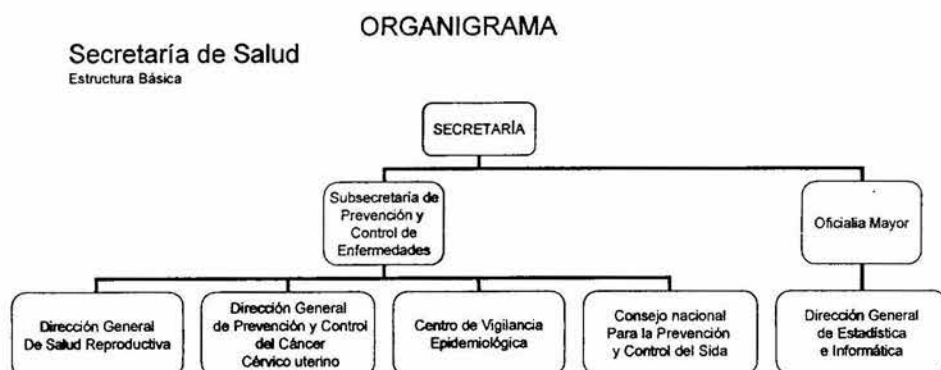 ORGANIGRAMA
Secretaría de Salud
Estructura Básica
SECRETARÍA
Subsecretaría de
Prevención y
Control de
Enfermedades
Oficialia Mayor
Dirección General
De Salud Reproductiva
Dirección General
de Prevención y Control
del Cáncer
Cérvico uterino
Centro de Vigilancia
Epidemiológica
Consejo nacional
Para la Prevención
y Control del Sida
Dirección General
de Estadística
e Informática